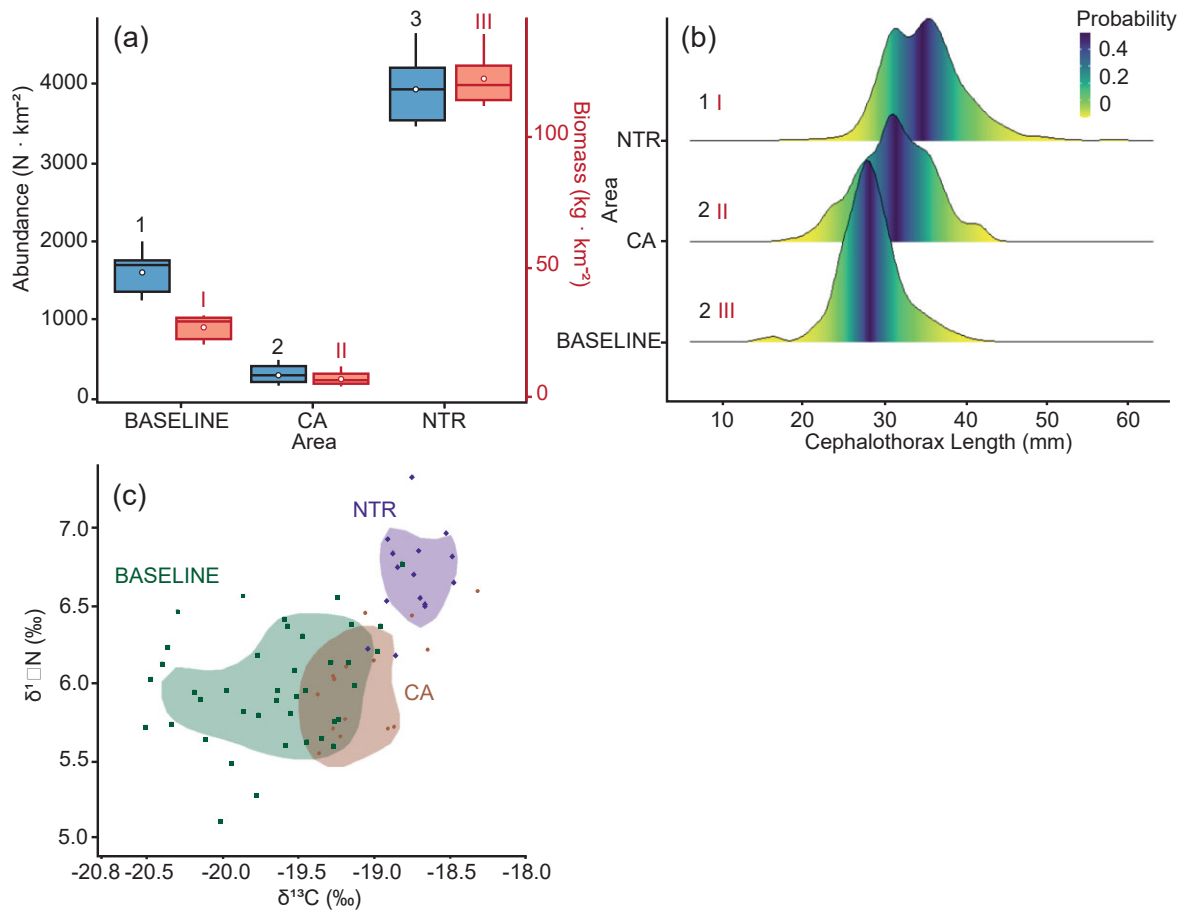 (a)
Abundance (N · km⁻²)
4000
3000
2000
1000
0
1
I
2
II
3
III
100
50
0
Biomass (kg · km⁻²)
BASELINE CA NTR
Area
(b)
Probability
0.4
0.2
0
Area
1 I
NTR
2 II
CA
2 III
BASELINE
10 20 30 40 50 60
Cephalothorax Length (mm)
(c)
NTR
BASELINE
CA
δ¹□N (‰)
7.0
6.5
6.0
5.5
5.0
-20.8 -20.5 -20.0 -19.5 -19.0 -18.5 -18.0
δ¹³C (‰)